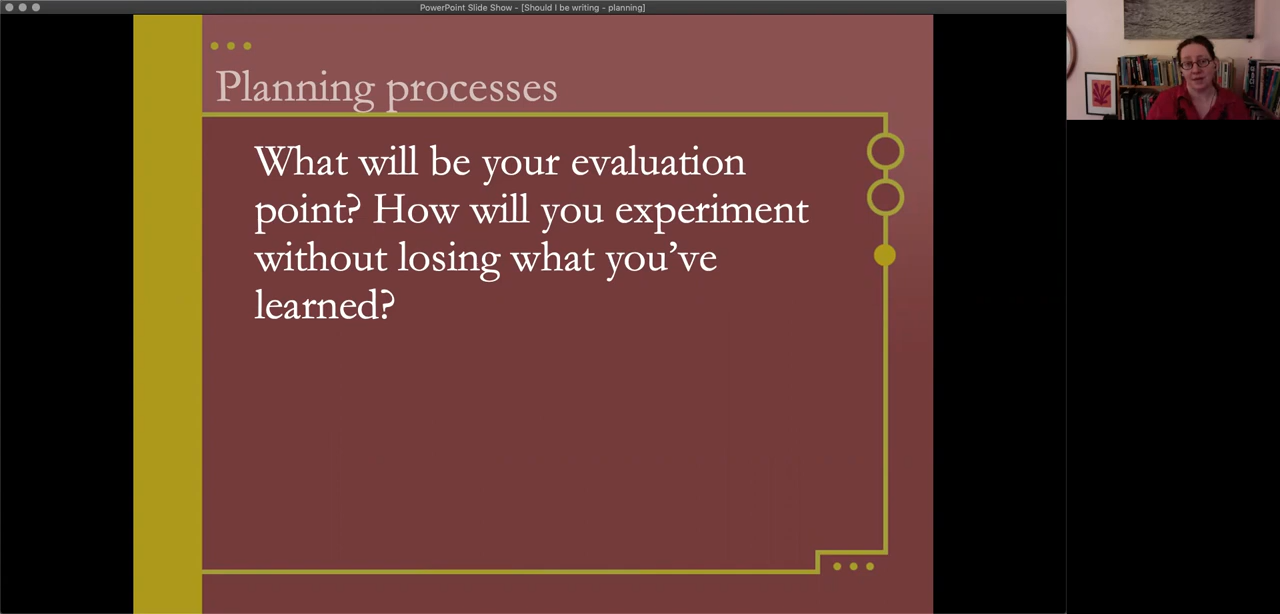 PowerPoint Slide Show - [Should I be writing - planning]
Planning processes
What will be your evaluation
point? How will you experiment
without losing what you’ve
learned?